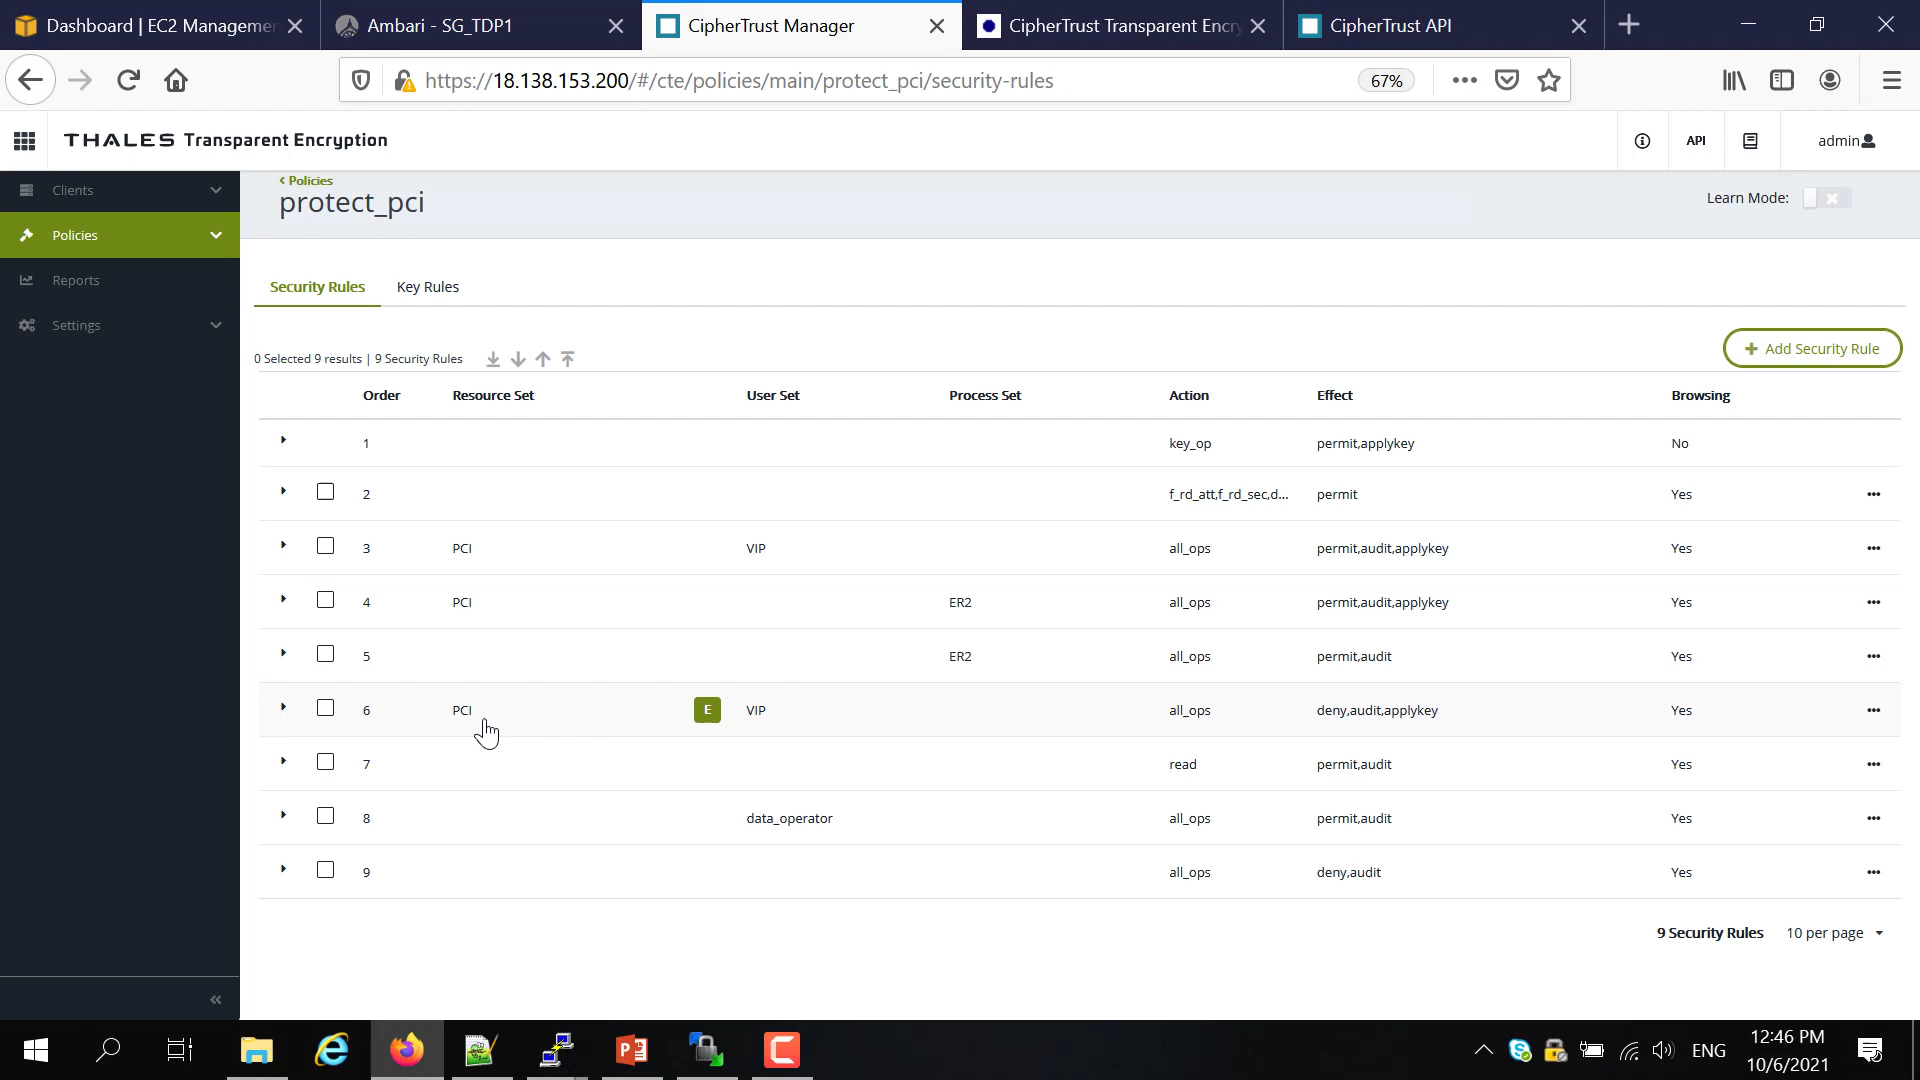 Dashboard | EC2 Manageme
Ambari - SG_TDP1
CipherTrust Manager
CipherTrust Transparent Encr
CipherTrust API
https://18.138.153.200/#/cte/policies/main/protect_pci/security-rules
67%
THALES Transparent Encryption
API
admin
Clients
Policies
Reports
Settings
Policies
protect_pci
Learn Mode:
Security Rules
Key Rules
0 Selected 9 results | 9 Security Rules
Add Security Rule
Order Resource Set User Set Process Set Action Effect Browsing
1 key_op permit,applykey No
2 f_rd_att,f_rd_sec,d... permit Yes
3 PCI VIP all_ops permit,audit,applykey Yes
4 PCI ER2 all_ops permit,audit,applykey Yes
5 ER2 all_ops permit,audit Yes
6 PCI E VIP all_ops deny,audit,applykey Yes
7 read permit,audit Yes
8 data_operator all_ops permit,audit Yes
9 all_ops deny,audit Yes
9 Security Rules 10 per page
ENG
12:46 PM
10/6/2021